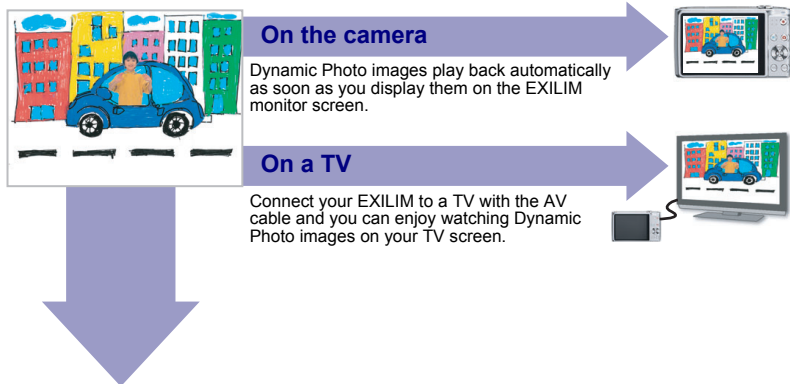 On the camera
Dynamic Photo images play back automatically
as soon as you display them on the EXILIM
monitor screen.
On a TV
Connect your EXILIM to a TV with the AV
cable and you can enjoy watching Dynamic
Photo images on your TV screen.